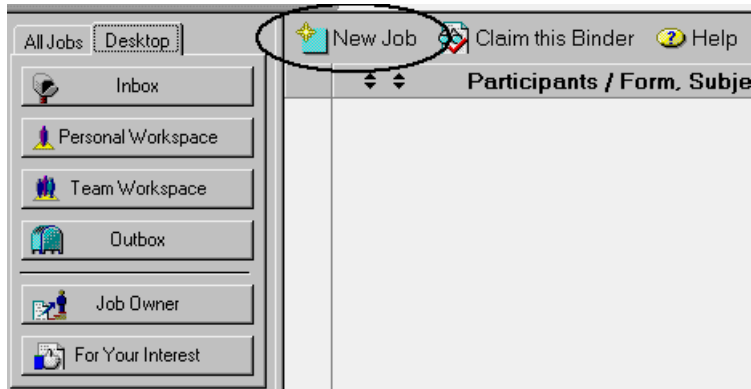 All Jobs Desktop
New Job Claim this Binder Help
Inbox
Participants / Form, Subje
Personal Workspace
Team Workspace
Outbox
Job Owner
For Your Interest